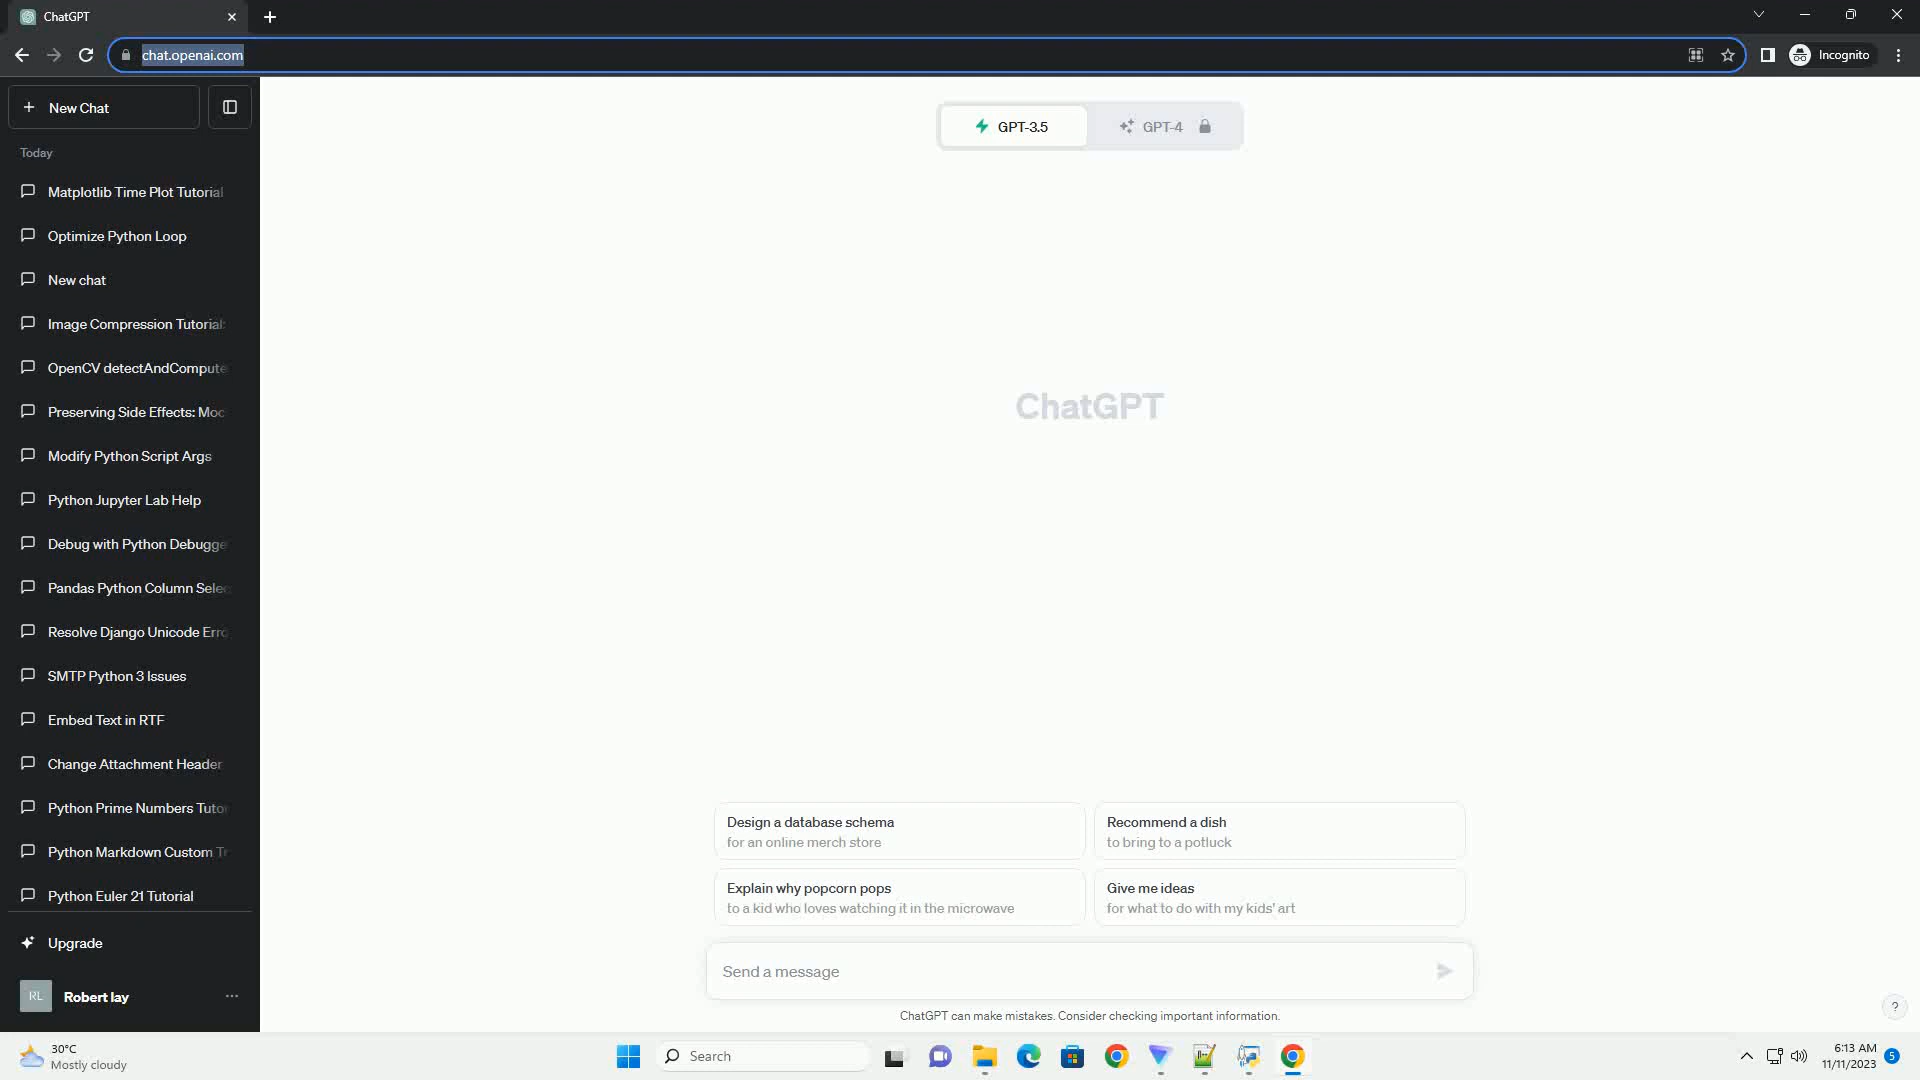 ChatGPT
chat.openai.com
Incognito
New Chat
Today
Matplotlib Time Plot Tutorial
Optimize Python Loop
New chat
Image Compression Tutorial:
OpenCV detectAndCompute
Preserving Side Effects: Moc
Modify Python Script Args
Python Jupyter Lab Help
Debug with Python Debugge
Pandas Python Column Selec
Resolve Django Unicode Erro
SMTP Python 3 Issues
Embed Text in RTF
Change Attachment Header
Python Prime Numbers Tutor
Python Markdown Custom Tr
Python Euler 21 Tutorial
Upgrade
RL
Robert lay
GPT-3.5
GPT-4
ChatGPT
Design a database schema
for an online merch store
Recommend a dish
to bring to a potluck
Explain why popcorn pops
to a kid who loves watching it in the microwave
Give me ideas
for what to do with my kids' art
Send a message
ChatGPT can make mistakes. Consider checking important information.
?
30°C
Mostly cloudy
Search
6:13 AM
11/11/2023
5